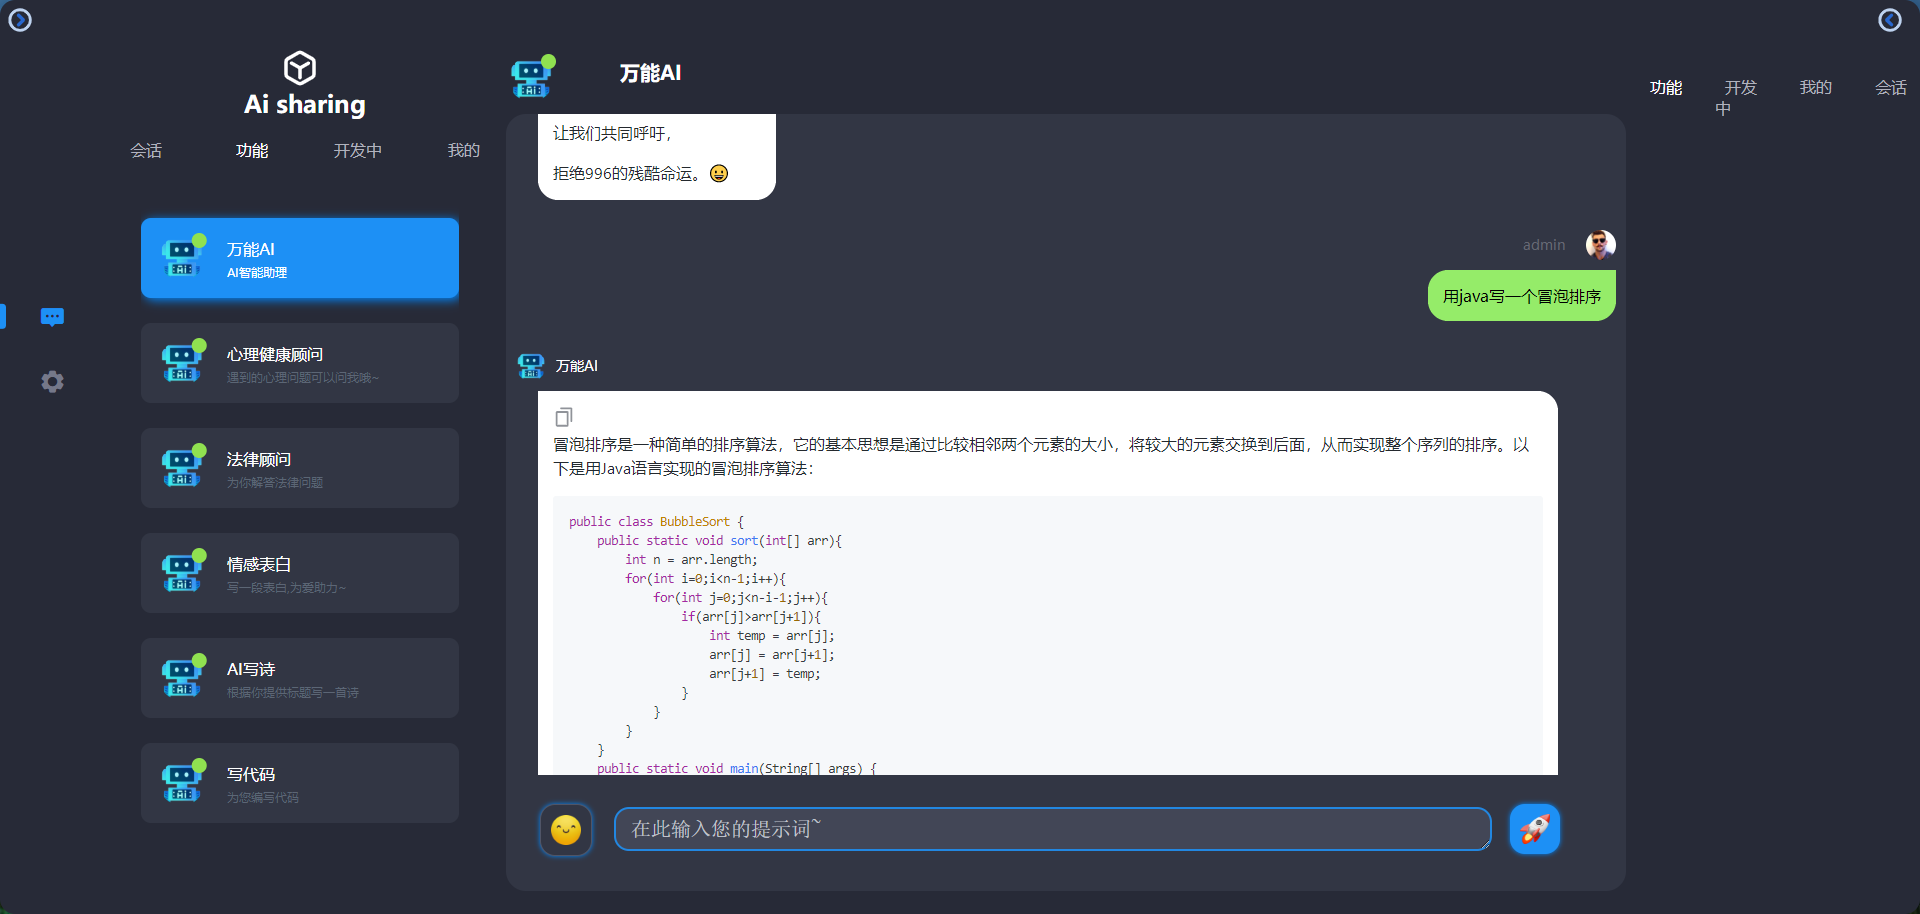 Ai sharing
会话 功能 开发中 我的
万能AI
AI智能助理
心理健康顾问
遇到的心理问题可以问我哦~
法律顾问
为你解答法律问题
情感表白
写一段表白,为爱助力~
AI写诗
根据你提供标题写一首诗
写代码
为您编写代码
万能AI
让我们共同呼吁，
拒绝996的残酷命运。😀
admin
用java写一个冒泡排序
万能AI
冒泡排序是一种简单的排序算法，它的基本思想是通过比较相邻两个元素的大小，将较大的元素交换到后面，从而实现整个序列的排序。以
下是用Java语言实现的冒泡排序算法：
public class BubbleSort {
    public static void sort(int[] arr){
        int n = arr.length;
        for(int i=0;i<n-1;i++){
            for(int j=0;j<n-i-1;j++){
                if(arr[j]>arr[j+1]){
                    int temp = arr[j];
                    arr[j] = arr[j+1];
                    arr[j+1] = temp;
                }
            }
        }
    }
    public static void main(String[] args) {
在此输入您的提示词~
功能 开发 我的 会话
中